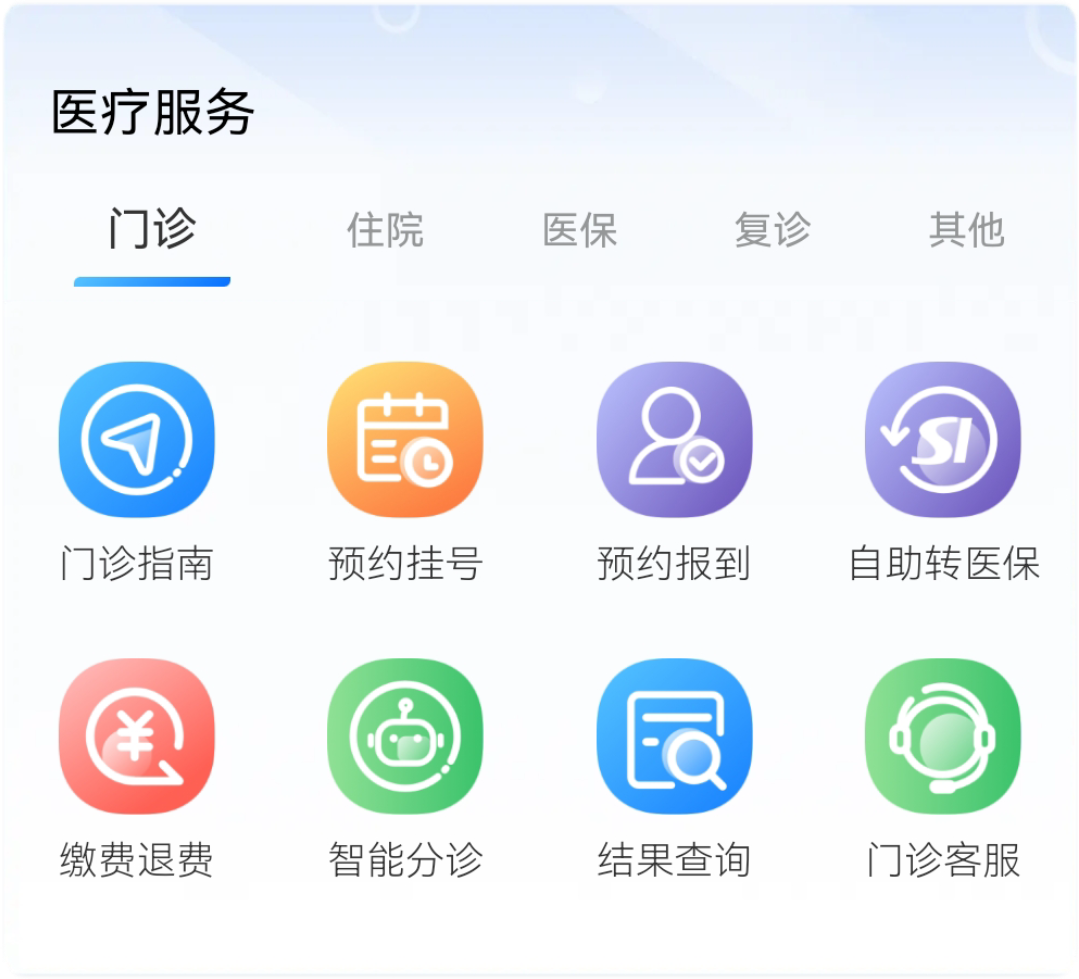 医疗服务
门诊 住院 医保 复诊 其他
SI
门诊指南 预约挂号 预约报到 自助转医保
¥
缴费退费 智能分诊 结果查询 门诊客服